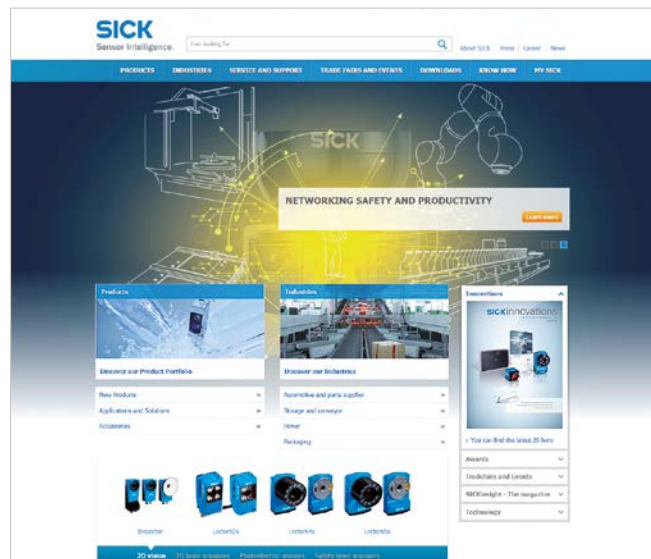 SICK
Sensor Intelligence.
I am looking for
About SICK Press Career News
PRODUCTS INDUSTRIES SERVICE AND SUPPORT TRADE FAIRS AND EVENTS DOWNLOADS KNOW HOW MY SICK
SICK
NETWORKING SAFETY AND PRODUCTIVITY
Learn more
Products
Discover our Product Portfolio
New Products
Applications and Solutions
Accessories
Industries
Discover our Industries
Automotive and parts supplier
Storage and conveyor
Power
Packaging
Innovations
SICKinnovations
› You can find the latest 20 here
Awards
Tradefairs and Events
SICKinsight - The magazine
Technology
Inspector Lector62x Lector64x Lector65x
2D vision 2D laser scanners Photoelectric sensors Safety laser scanners